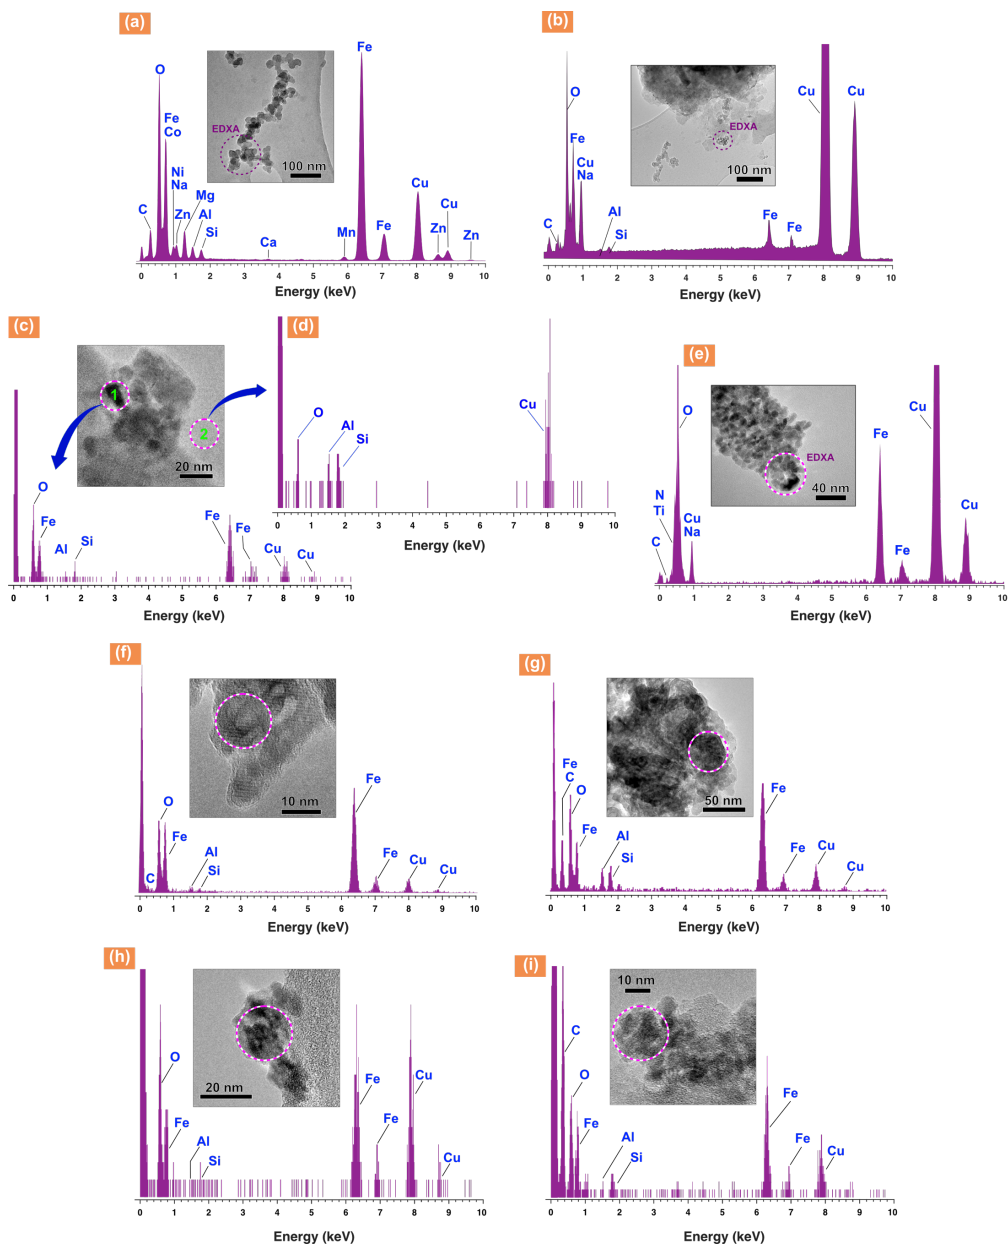 (a)
Fe
O
EDXA
100 nm
Fe
Co
Ni
Na
Zn
Mg
Al
Si
C
Ca
Mn
Fe
Cu
Cu
Zn
Zn
0 1 2 3 4 5 6 7 8 9 10
Energy (keV)
(b)
O
Fe
Cu
Na
C
Al
Si
EDXA
100 nm
Fe
Fe
Cu
Cu
0 1 2 3 4 5 6 7 8 9 10
Energy (keV)
(c)
1
2
20 nm
O
Fe
Al
Si
Fe
Fe
Cu
Cu
0 1 2 3 4 5 6 7 8 9 10
Energy (keV)
(d)
O
Al
Si
Cu
0 1 2 3 4 5 6 7 8 9 10
Energy (keV)
(e)
O
N
Ti
Cu
Na
C
EDXA
40 nm
Fe
Fe
Cu
Cu
0 1 2 3 4 5 6 7 8 9 10
Energy (keV)
(f)
10 nm
O
Fe
C
Al
Si
Fe
Fe
Cu
Cu
0 1 2 3 4 5 6 7 8 9 10
Energy (keV)
(g)
50 nm
Fe
C
O
Fe
Al
Si
Fe
Fe
Cu
Cu
0 1 2 3 4 5 6 7 8 9 10
Energy (keV)
(h)
20 nm
O
Fe
Al
Si
Fe
Fe
Cu
Cu
0 1 2 3 4 5 6 7 8 9 10
Energy (keV)
(i)
10 nm
C
O
Fe
Al
Si
Fe
Fe
Cu
0 1 2 3 4 5 6 7 8 9 10
Energy (keV)